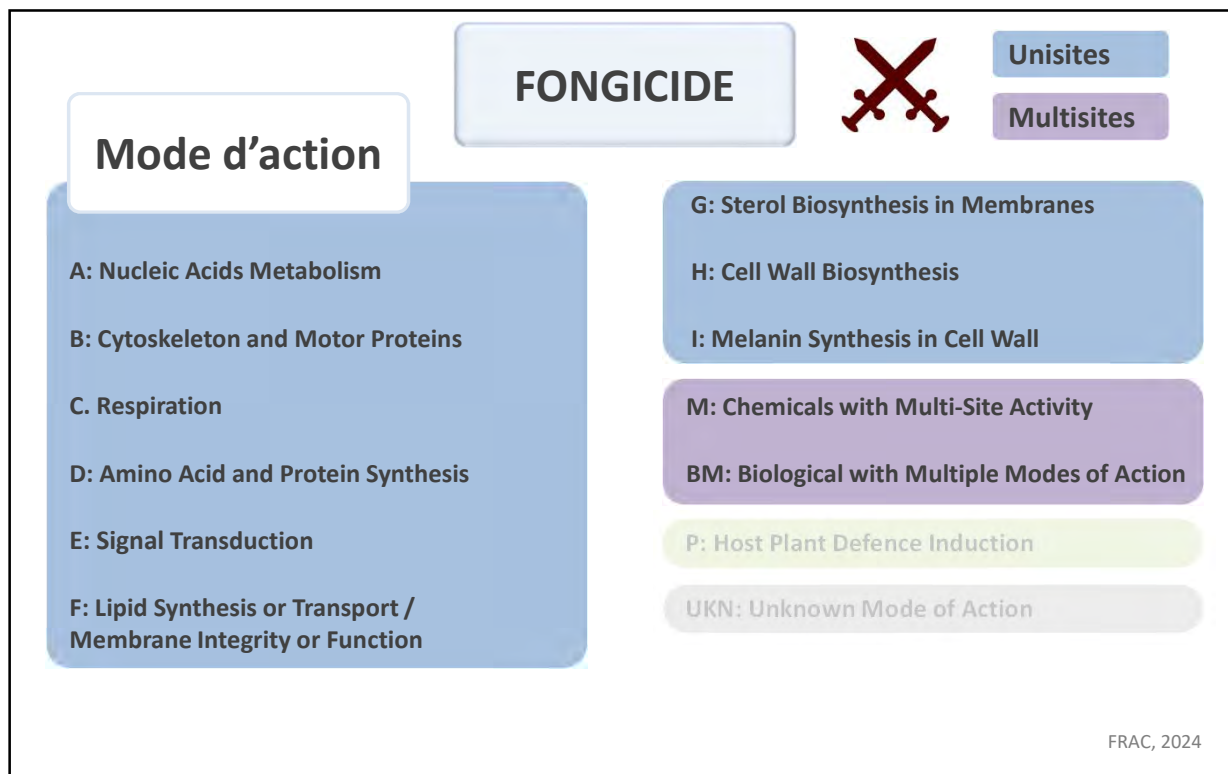 FONGICIDE
Unisites
Multisites
Mode d’action
A: Nucleic Acids Metabolism
B: Cytoskeleton and Motor Proteins
C. Respiration
D: Amino Acid and Protein Synthesis
E: Signal Transduction
F: Lipid Synthesis or Transport /
Membrane Integrity or Function
G: Sterol Biosynthesis in Membranes
H: Cell Wall Biosynthesis
I: Melanin Synthesis in Cell Wall
M: Chemicals with Multi-Site Activity
BM: Biological with Multiple Modes of Action
P: Host Plant Defence Induction
UKN: Unknown Mode of Action
FRAC, 2024